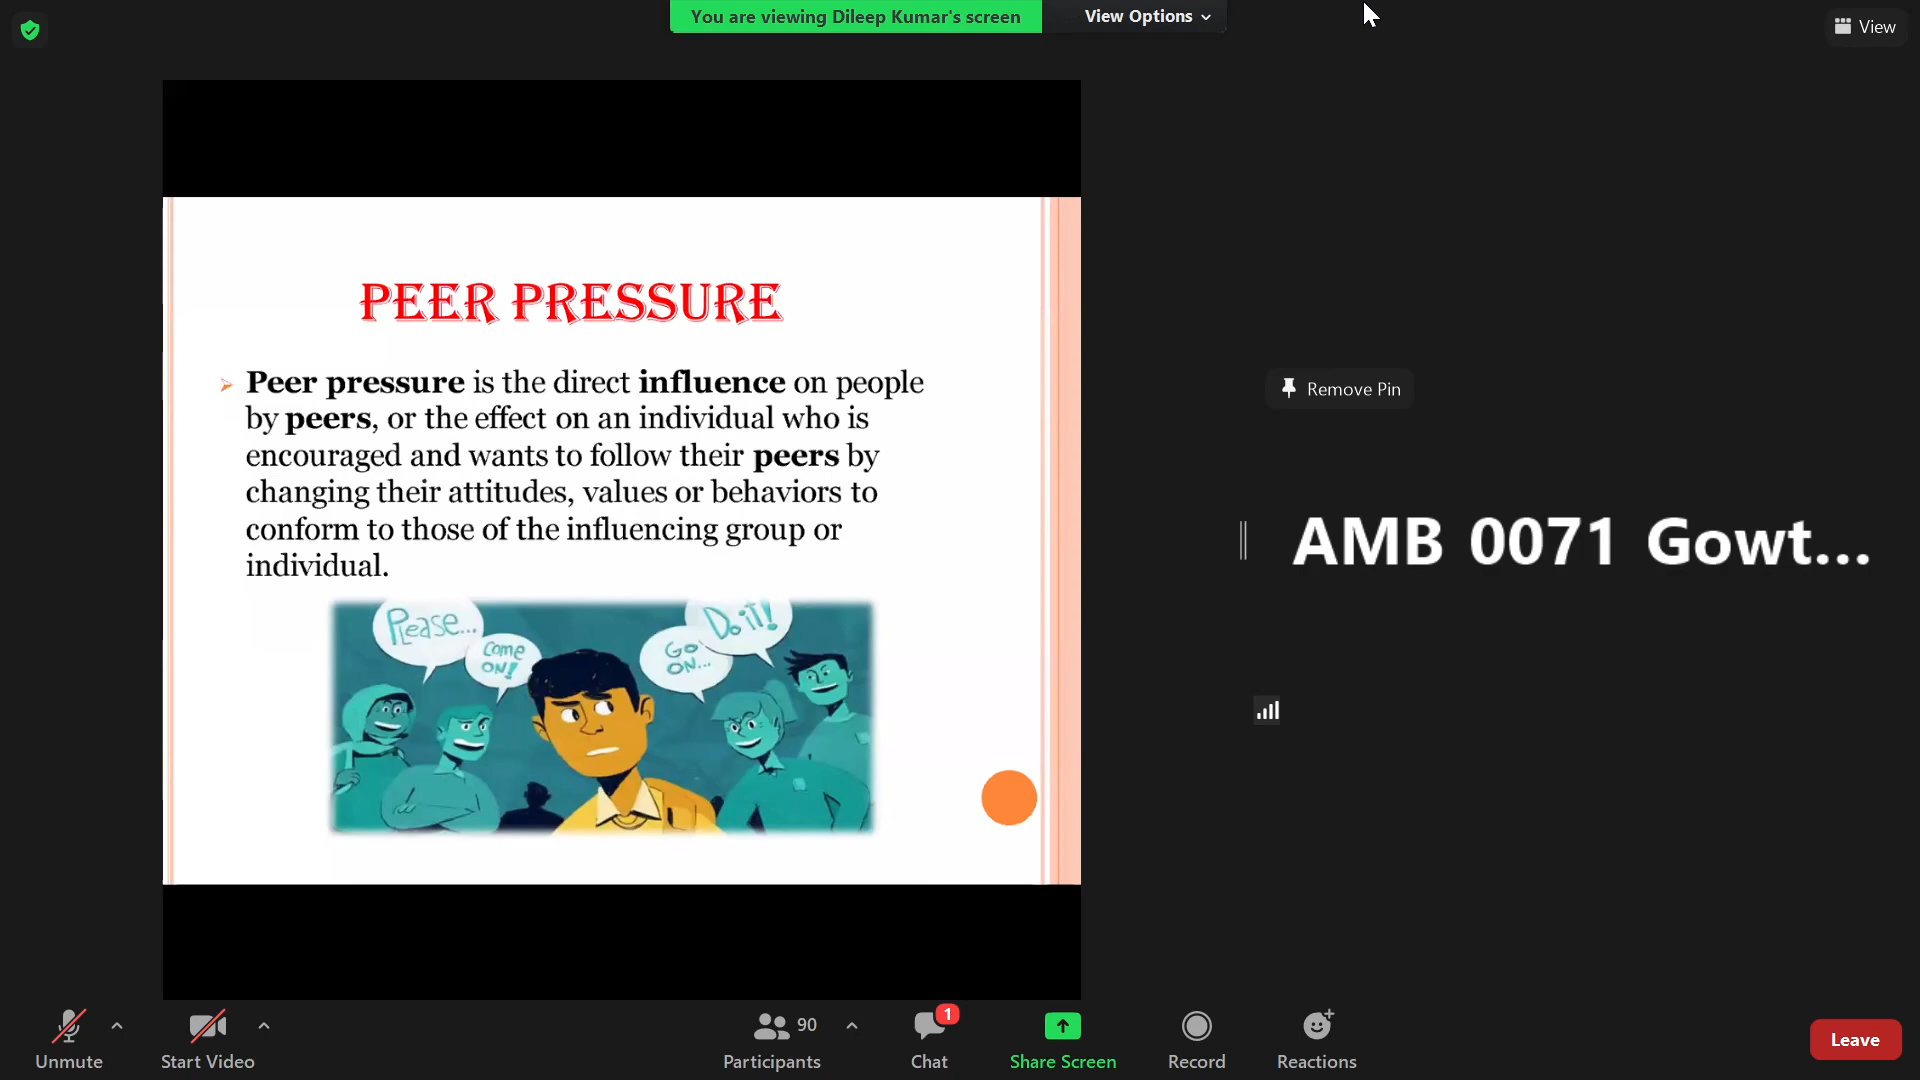 You are viewing Dileep Kumar's screen
View Options
View
PEER PRESSURE
Peer pressure is the direct influence on people
by peers, or the effect on an individual who is
encouraged and wants to follow their peers by
changing their attitudes, values or behaviors to
conform to those of the influencing group or
individual.
Please...
Come
ON!
Go
ON...
Do it!
Remove Pin
AMB 0071 Gowt...
Unmute
Start Video
90
Participants
1
Chat
Share Screen
Record
Reactions
Leave